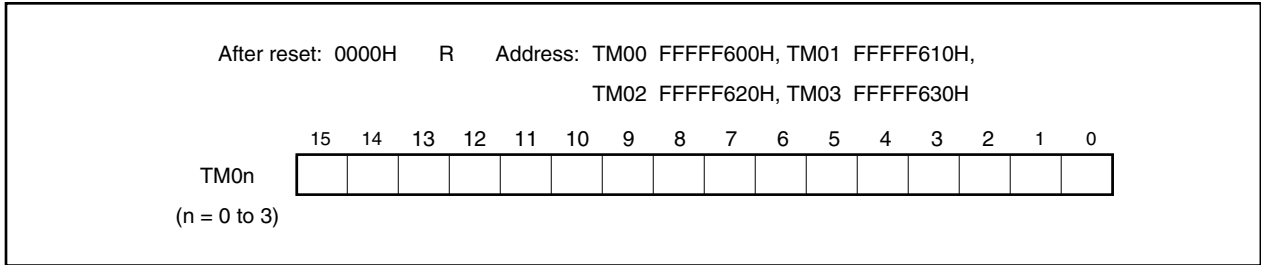 After reset: 0000H R Address: TM00 FFFFF600H, TM01 FFFFF610H,
TM02 FFFFF620H, TM03 FFFFF630H
15 14 13 12 11 10 9 8 7 6 5 4 3 2 1 0
TM0n
(n = 0 to 3)